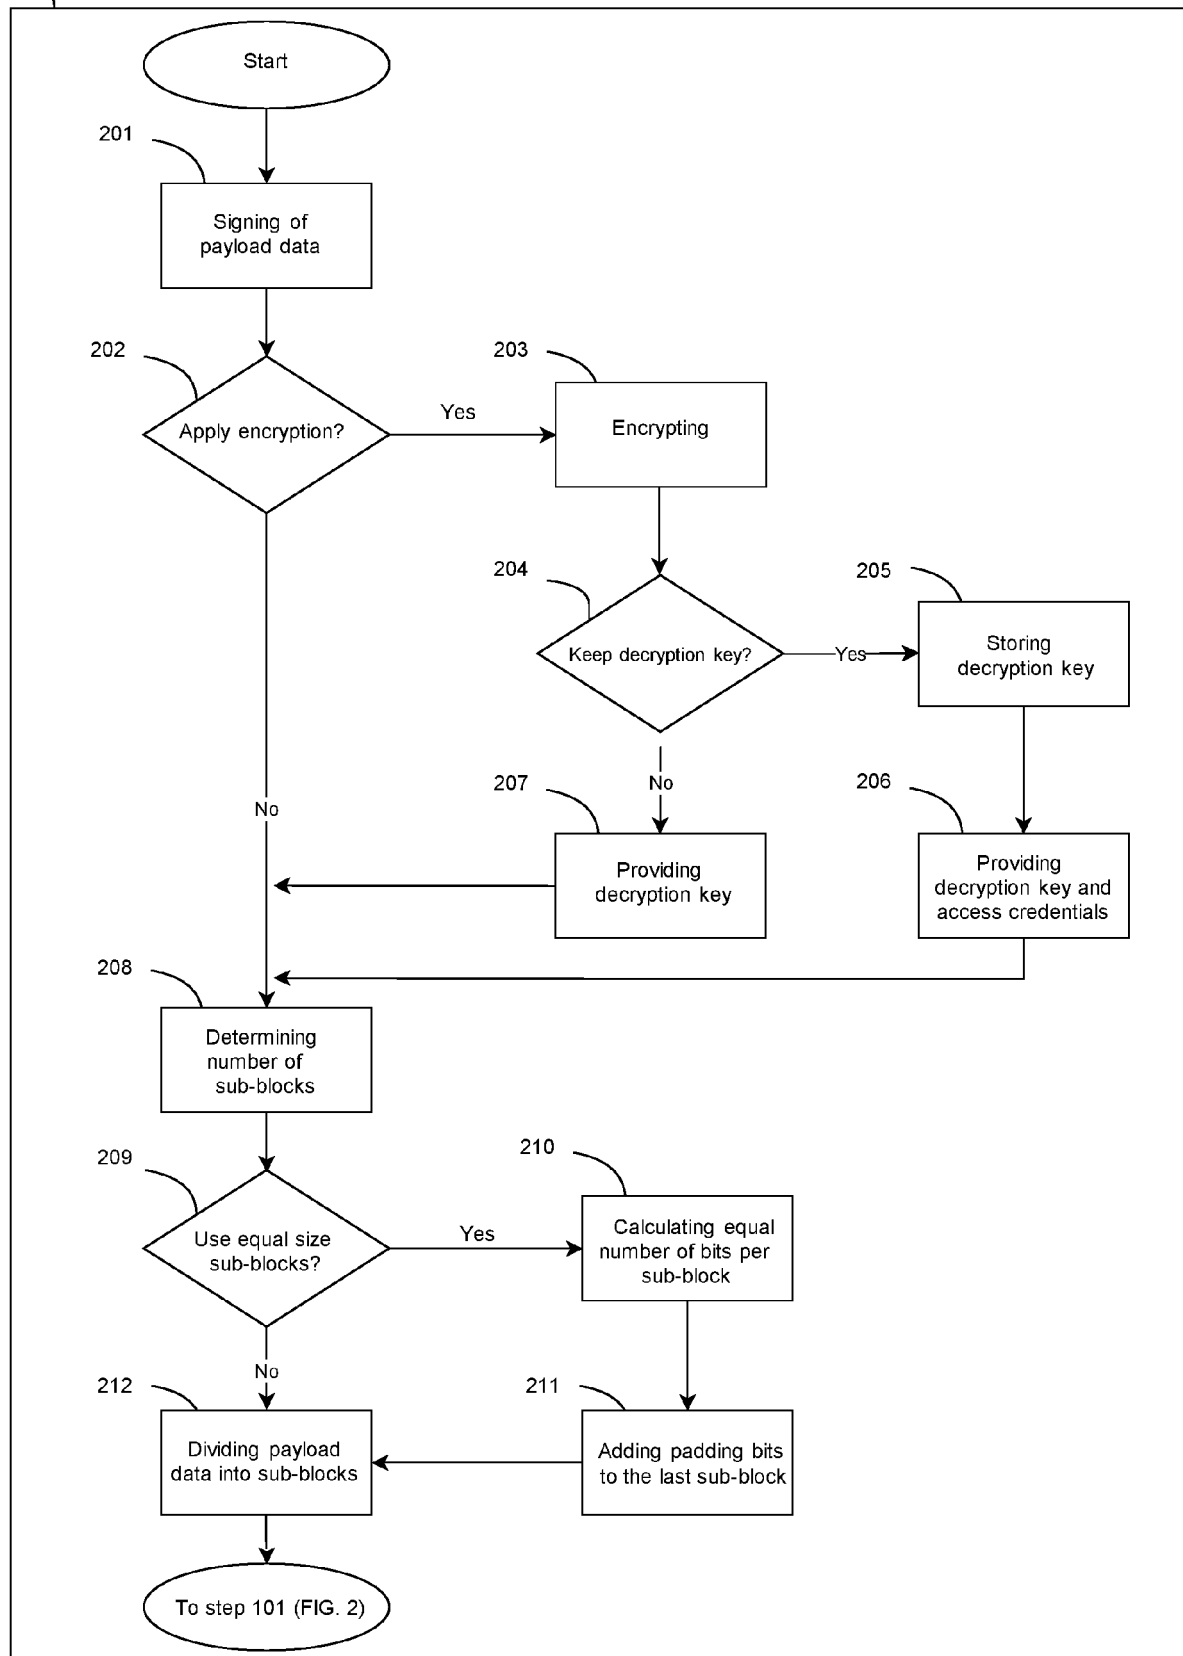 Start
201
Signing of
payload data
202
Apply encryption?
Yes
203
Encrypting
204
Keep decryption key?
Yes
205
Storing
decryption key
No
No
207
Providing
decryption key
206
Providing
decryption key and
access credentials
208
Determining
number of
sub-blocks
209
Use equal size
sub-blocks?
Yes
210
Calculating equal
number of bits per
sub-block
No
212
Dividing payload
data into sub-blocks
211
Adding padding bits
to the last sub-block
To step 101 (FIG. 2)